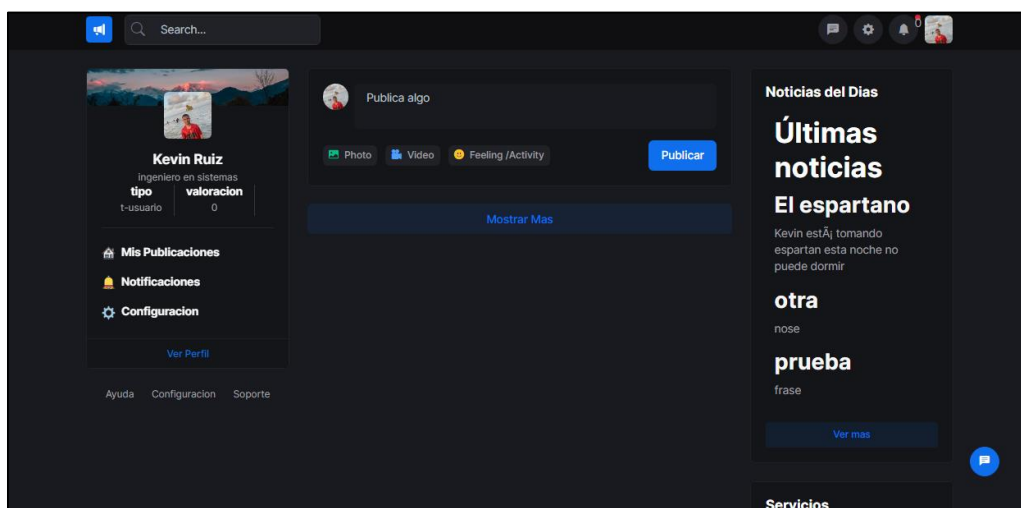 Search...
0
Kevin Ruiz
ingeniero en sistemas
tipo valoracion
t-usuario 0
Mis Publicaciones
Notificaciones
Configuracion
Ver Perfil
Ayuda Configuracion Soporte
Publica algo
Photo Video Feeling /Activity Publicar
Mostrar Mas
Noticias del Dias
Últimas
noticias
El espartano
Kevin estÃ¡ tomando
espartan esta noche no
puede dormir
otra
nose
prueba
frase
Ver mas
Servicios